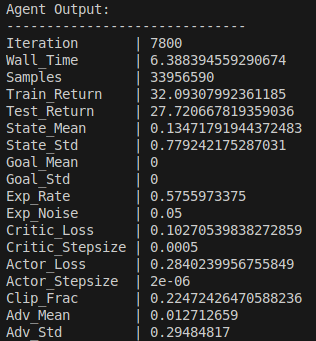 Agent Output:
------------------------------
Iteration | 7800
Wall_Time | 6.388394559290674
Samples | 33956590
Train_Return | 32.09307992361185
Test_Return | 27.720667819359036
State_Mean | 0.13471791944372483
State_Std | 0.779242175287031
Goal_Mean | 0
Goal_Std | 0
Exp_Rate | 0.5755973375
Exp_Noise | 0.05
Critic_Loss | 0.10270539838272859
Critic_Stepsize | 0.0005
Actor_Loss | 0.2840239956755849
Actor_Stepsize | 2e-06
Clip_Frac | 0.22472426470588236
Adv_Mean | 0.012712659
Adv_Std | 0.29484817